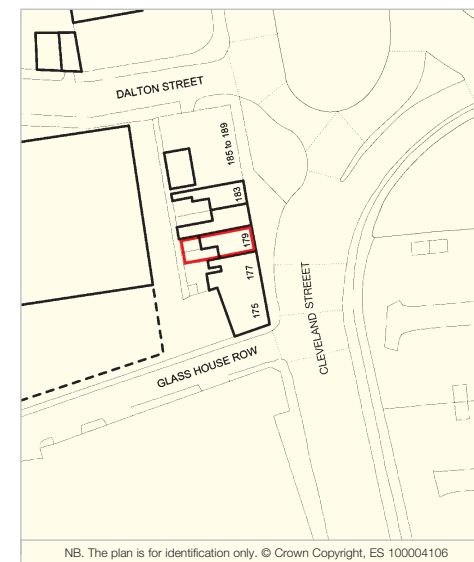 DALTON STREET
185 to 189
183
179
177
175
CLEVELAND STREEET
GLASS HOUSE ROW
NB. The plan is for identification only. © Crown Copyright, ES 100004106